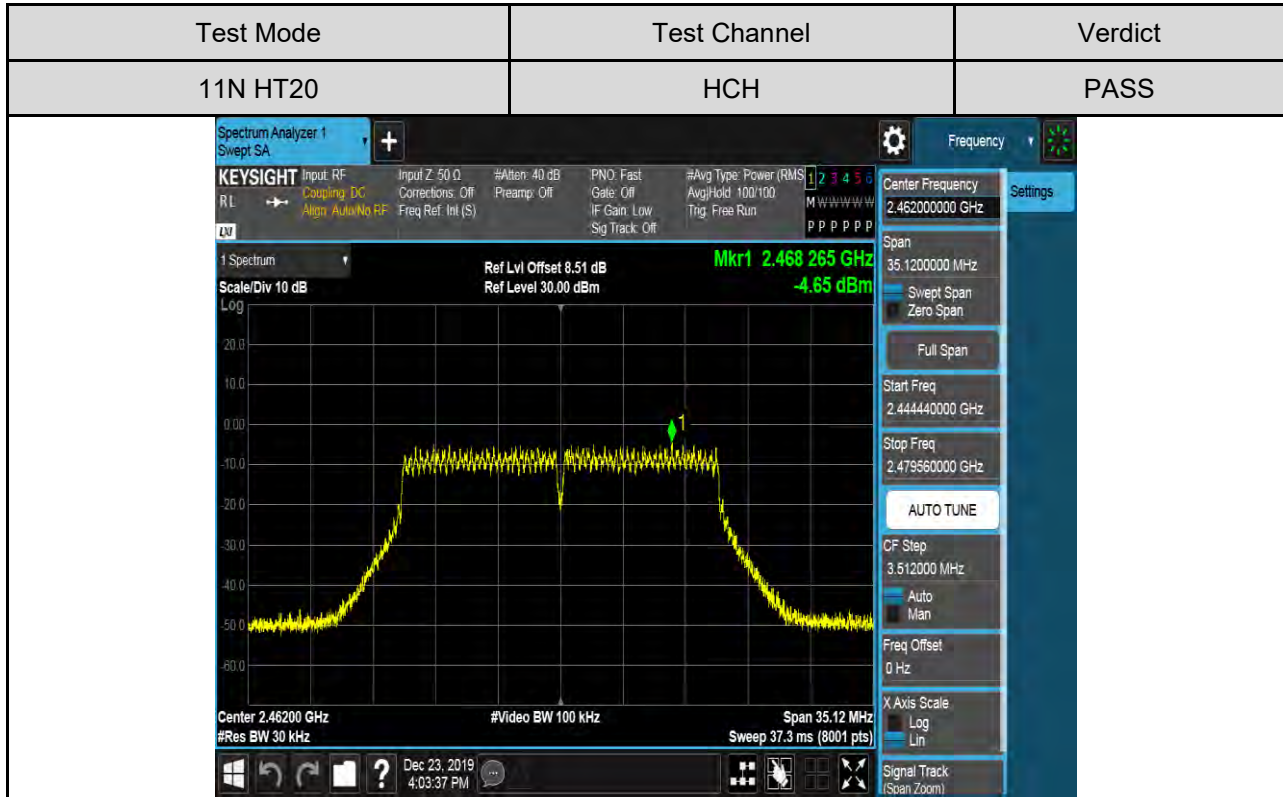 Test Mode Test Channel Verdict
11N HT20 HCH PASS
Spectrum Analyzer 1
Swept SA
+
Frequency
KEYSIGHT
RL
LXI
Input: RF
Coupling: DC
Align: Auto/No RF
Input Z: 50 Ω
Corrections: Off
Freq Ref: Int (S)
#Atten: 40 dB
Preamp: Off
PNO: Fast
Gate: Off
IF Gain: Low
Sig Track: Off
#Avg Type: Power (RMS
Avg|Hold: 100/100
Trig: Free Run
1 2 3 4 5 6
M W W W W W
P P P P P P
1 Spectrum
Scale/Div 10 dB
Ref Lvl Offset 8.51 dB
Ref Level 30.00 dBm
Mkr1 2.468 265 GHz
-4.65 dBm
Log
20.0
10.0
0.00
-10.0
-20.0
-30.0
-40.0
-50.0
-60.0
1
Center 2.46200 GHz
#Res BW 30 kHz
#Video BW 100 kHz
Span 35.12 MHz
Sweep 37.3 ms (8001 pts)
Center Frequency
2.462000000 GHz
Settings
Span
35.1200000 MHz
Swept Span
Zero Span
Full Span
Start Freq
2.444440000 GHz
Stop Freq
2.479560000 GHz
AUTO TUNE
CF Step
3.512000 MHz
Auto
Man
Freq Offset
0 Hz
X Axis Scale
Log
Lin
Signal Track
(Span Zoom)
?
Dec 23, 2019
4:03:37 PM